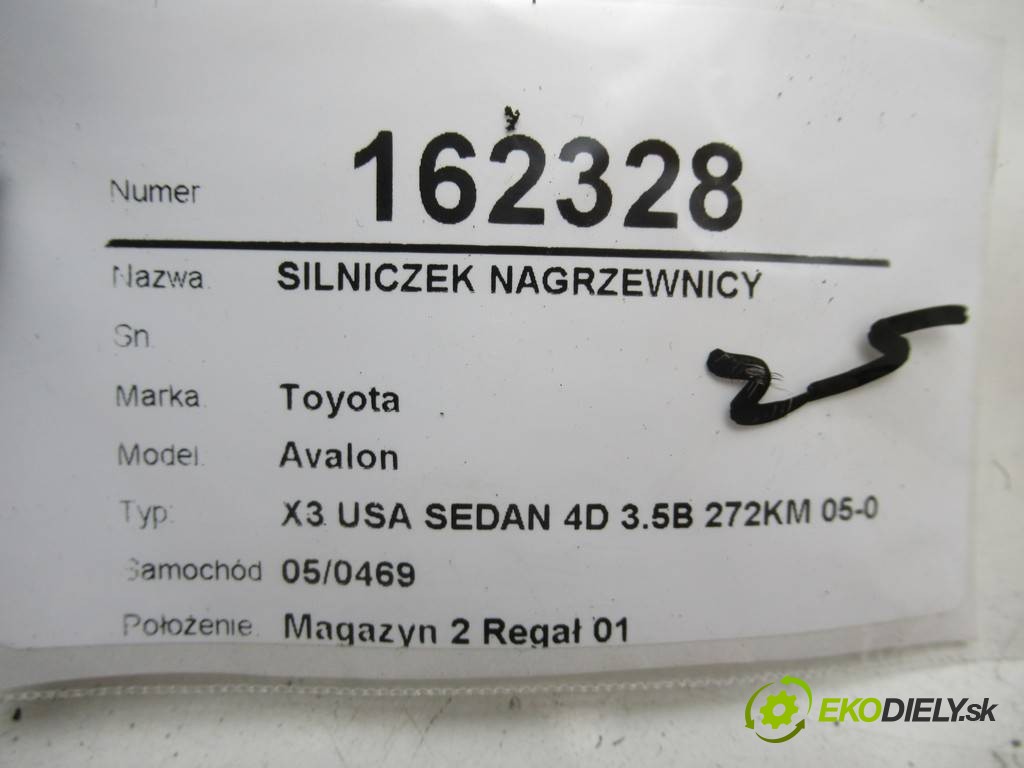 Numer 162328
Nazwa SILNICZEK NAGRZEWNICY
Sn
Marka Toyota
Model Avalon
Typ: X3 USA SEDAN 4D 3.5B 272KM 05-0
Samochód 05/0469
Położenie Magazyn 2 Regał 01
EKODIELY.sk